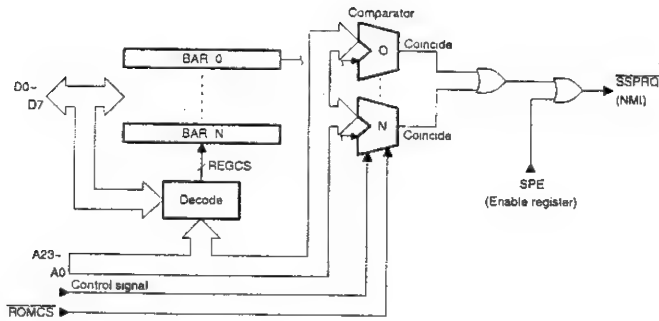 Comparator
BAR 0
0
Coincide
D0~
D7
SSPRQ
(NMI)
BAR N
N
Coincide
REGCS
SPE
(Enable register)
Decode
A23~
A0
Control signal
ROMCS